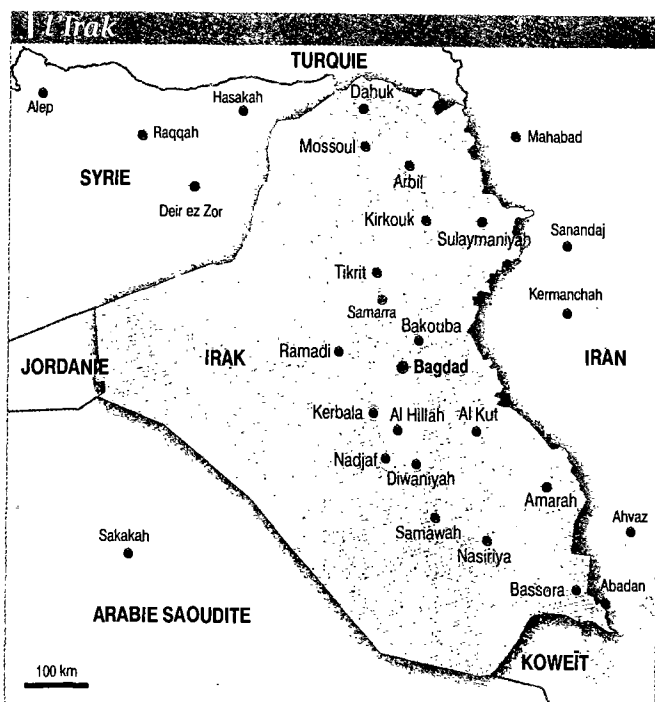 l'Irak
TURQUIE
Alep
Hasakah
Dahuk
Raqqah
Mossoul
Mahabad
SYRIE
Arbil
Deir ez Zor
Kirkouk
Sulaymaniyah
Sanandaj
Tikrit
Samarra
Kermanchah
Bakouba
JORDANIE
IRAK
Ramadi
Bagdad
IRAN
Kerbala
Al Hillah
Al Kut
Nadjaf
Diwaniyah
Amarah
Sakakah
Samawah
Ahvaz
Nasiriya
Bassora
Abadan
ARABIE SAOUDITE
KOWEÏT
100 km